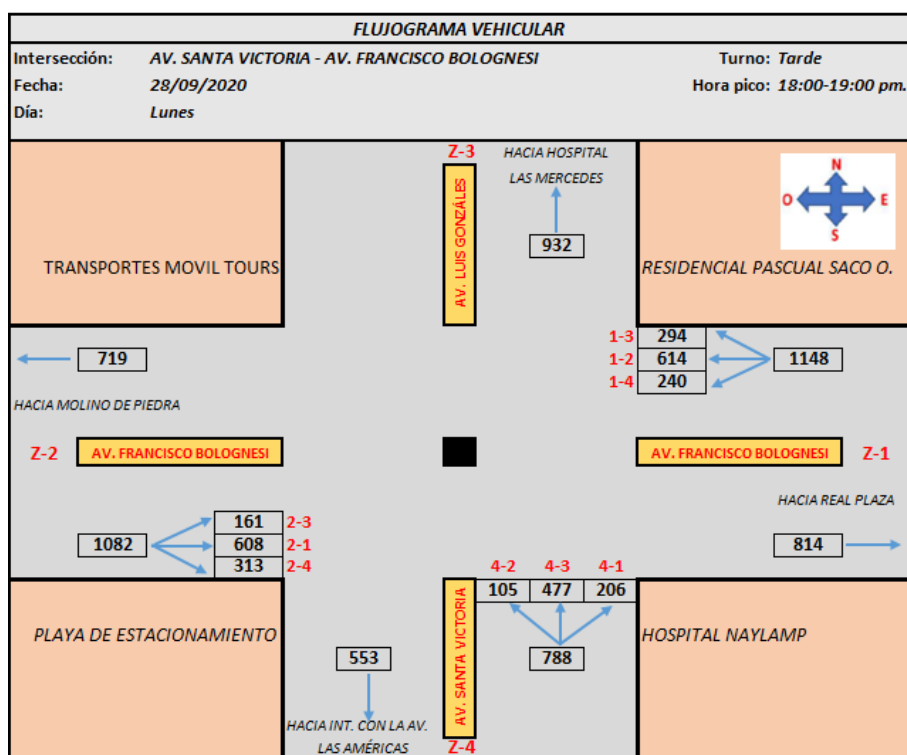 FLUJOGRAMA VEHICULAR
Intersección: AV. SANTA VICTORIA - AV. FRANCISCO BOLOGNESI Turno: Tarde
Fecha: 28/09/2020 Hora pico: 18:00-19:00 pm.
Día: Lunes
Z-3 HACIA HOSPITAL
LAS MERCEDES
N
O E
S
AV. LUIS GONZÁLES
932
TRANSPORTES MOVIL TOURS
RESIDENCIAL PASCUAL SACO O.
1-3 294
719 1-2 614 1148
1-4 240
HACIA MOLINO DE PIEDRA
Z-2 AV. FRANCISCO BOLOGNESI AV. FRANCISCO BOLOGNESI Z-1
HACIA REAL PLAZA
161 2-3
1082 608 2-1 814
313 2-4
4-2 4-3 4-1
105 477 206
PLAYA DE ESTACIONAMIENTO
AV. SANTA VICTORIA
HOSPITAL NAYLAMP
553 788
HACIA INT. CON LA AV.
LAS AMÉRICAS
Z-4